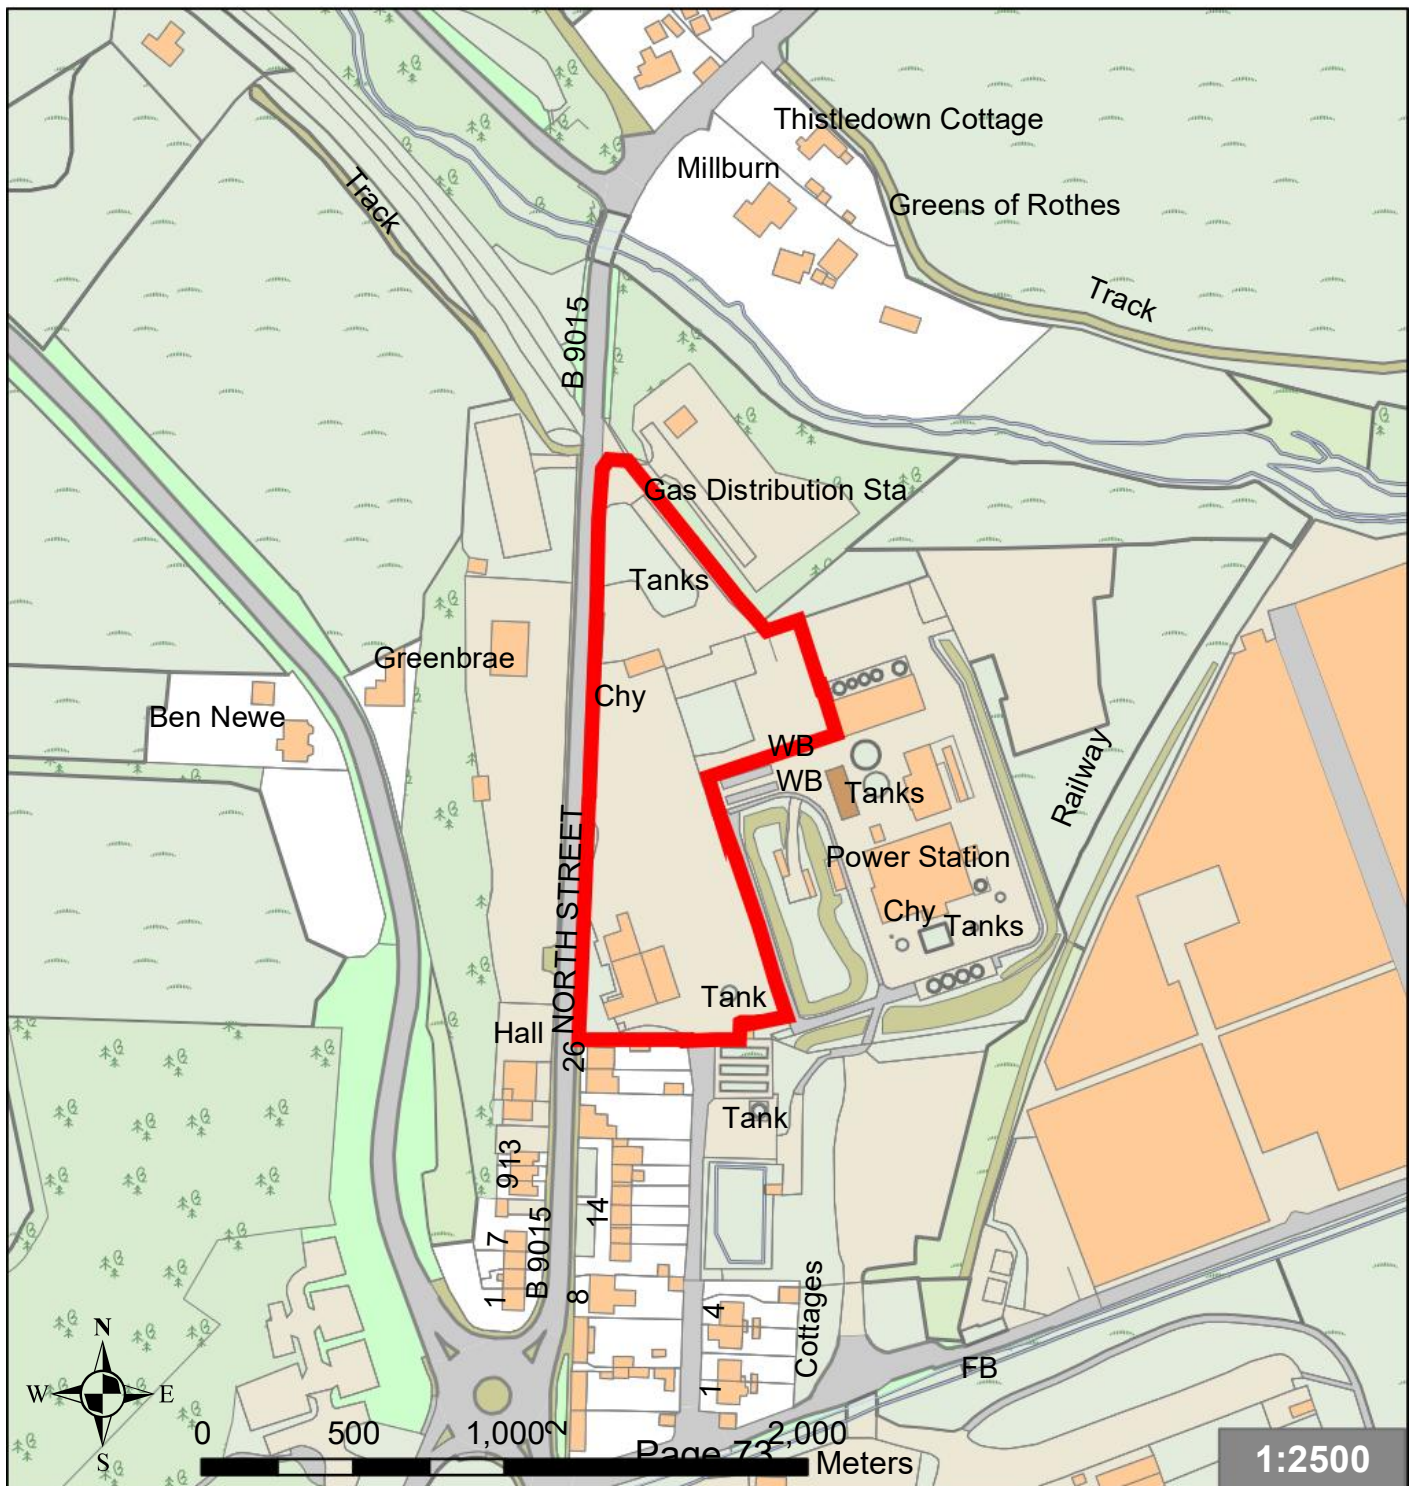 Thistledown Cottage
Millburn
Track
Greens of Rothes
Track
B 9015
Gas Distribution Sta
Tanks
Greenbrae
Chy
Ben Newe
WB
WB
Tanks
Railway
Power Station
NORTH STREET
Chy
Tanks
Tank
Hall
26
Tank
913
14
7
B 9015
1
8
4
Cottages
1
FB
N
W E
S
0 500 1,000 2,000
2
Page 73
Meters
1:2500